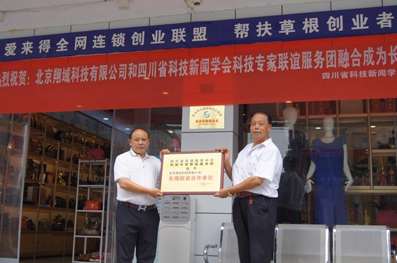 爱来得全网连锁创业联盟 帮扶草根创业者
热烈祝贺：北京翔域科技有限公司和四川省科技新闻学会科技专家联谊服务团融合成为长
四川省科技新闻学
长期联谊合作单位